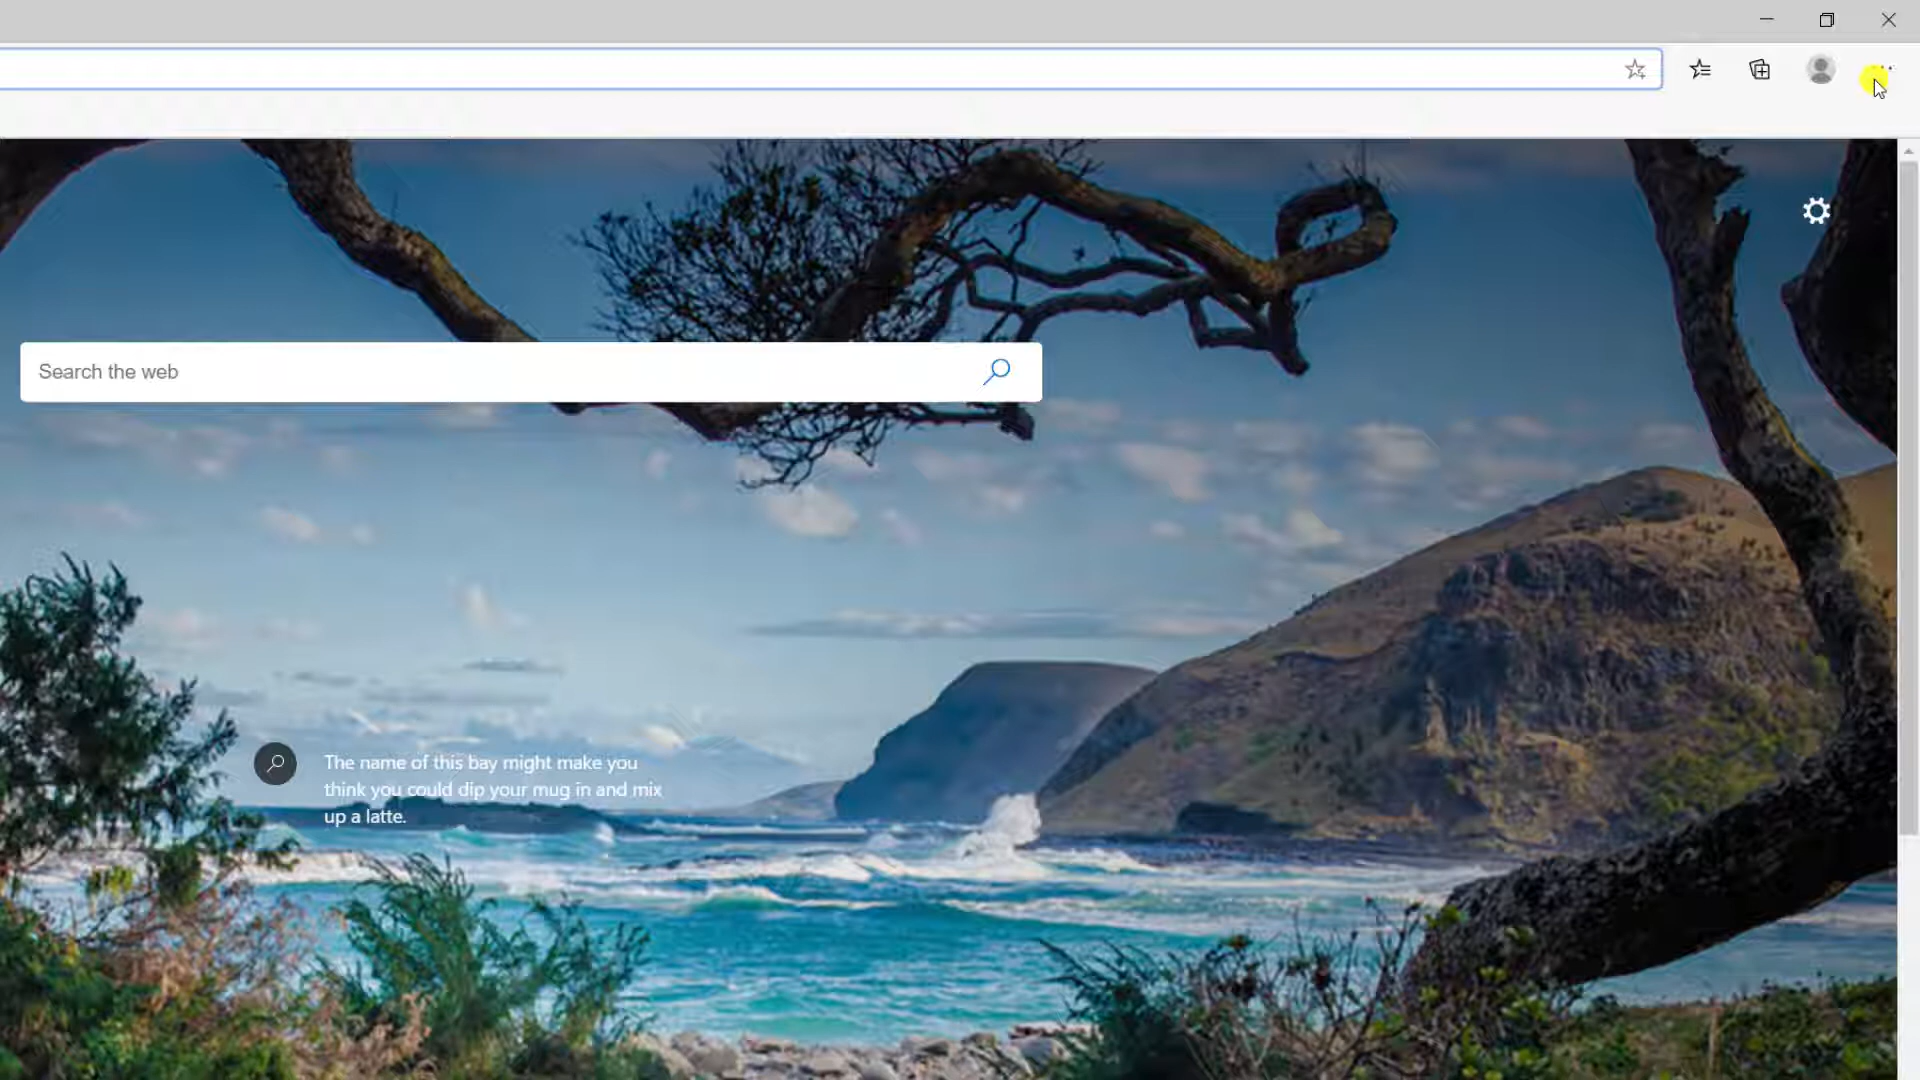 Search the web
The name of this bay might make you
think you could dip your mug in and mix
up a latte.